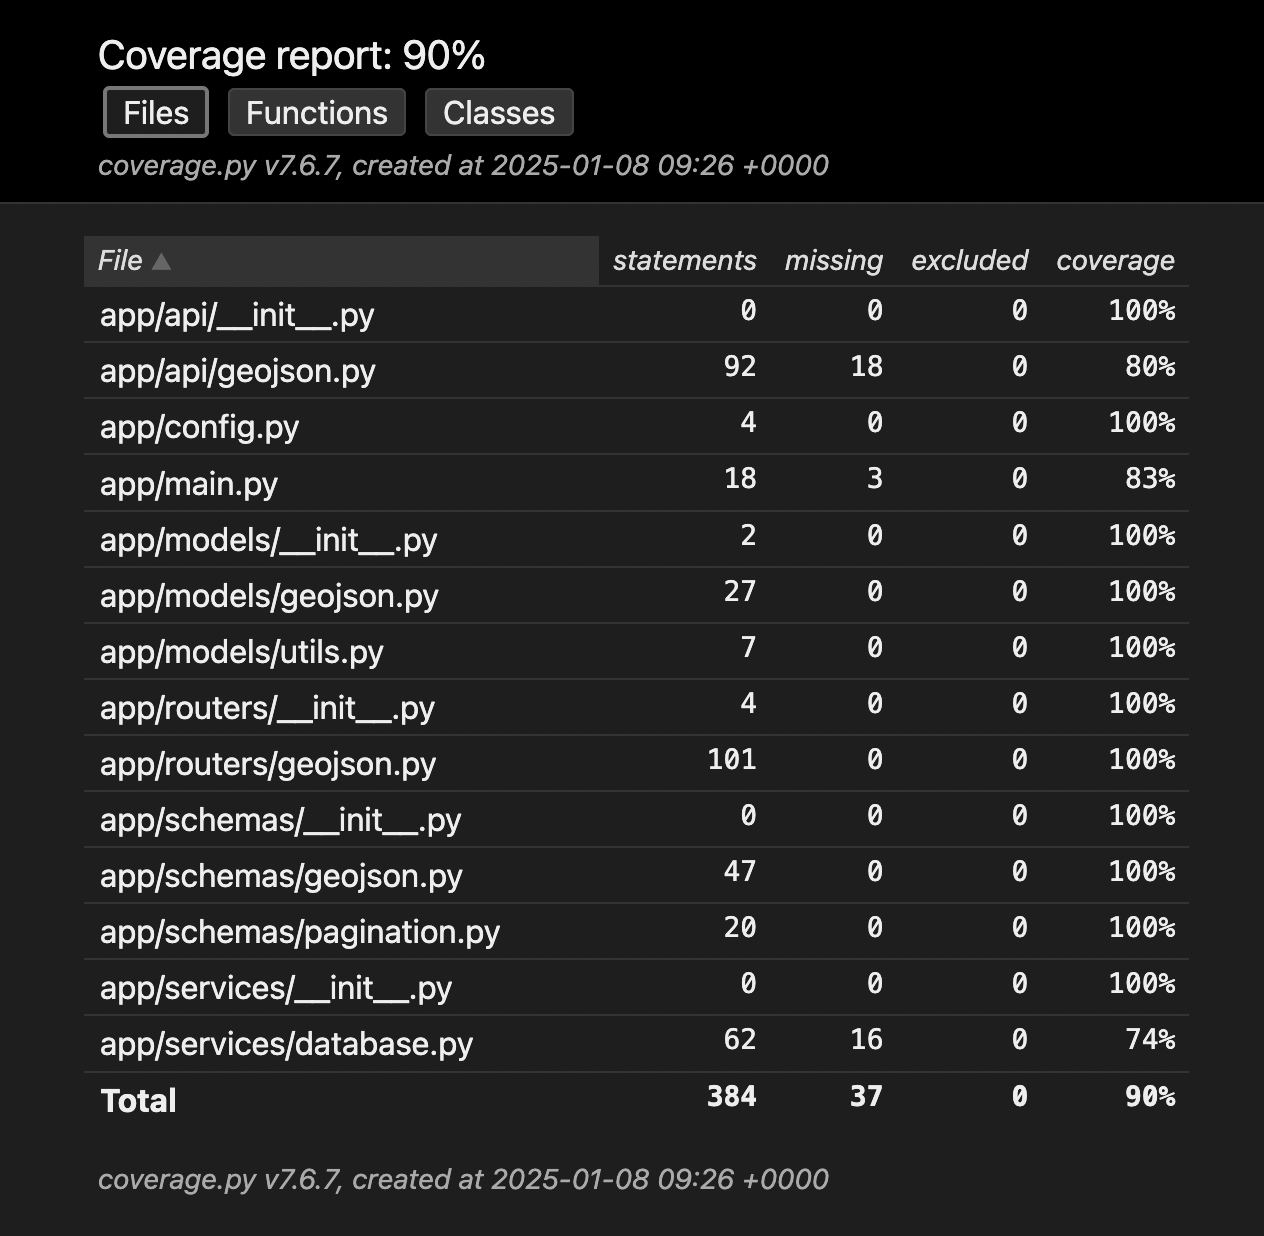 Coverage report: 90%
Files Functions Classes
coverage.py v7.6.7, created at 2025-01-08 09:26 +0000
File ▲ statements missing excluded coverage
app/api/__init__.py 0 0 0 100%
app/api/geojson.py 92 18 0 80%
app/config.py 4 0 0 100%
app/main.py 18 3 0 83%
app/models/__init__.py 2 0 0 100%
app/models/geojson.py 27 0 0 100%
app/models/utils.py 7 0 0 100%
app/routers/__init__.py 4 0 0 100%
app/routers/geojson.py 101 0 0 100%
app/schemas/__init__.py 0 0 0 100%
app/schemas/geojson.py 47 0 0 100%
app/schemas/pagination.py 20 0 0 100%
app/services/__init__.py 0 0 0 100%
app/services/database.py 62 16 0 74%
Total 384 37 0 90%
coverage.py v7.6.7, created at 2025-01-08 09:26 +0000